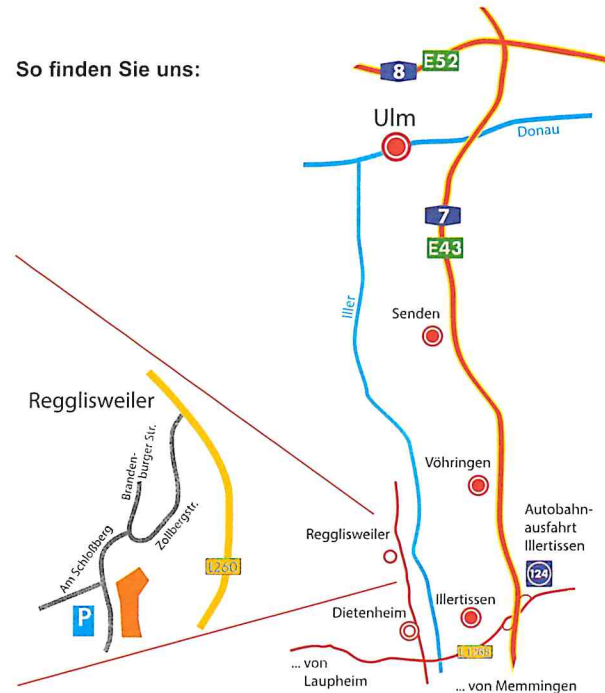 So finden Sie uns:
8
E52
Ulm
Donau
7
E43
Iller
Senden
Regglisweiler
Branden-
burger Str.
Zollbergstr.
Am Schloßberg
L260
P
Vöhringen
Autobahn-
ausfahrt
Illertissen
124
Regglisweiler
Dietenheim
Illertissen
L1268
... von
Laupheim
... von Memmingen